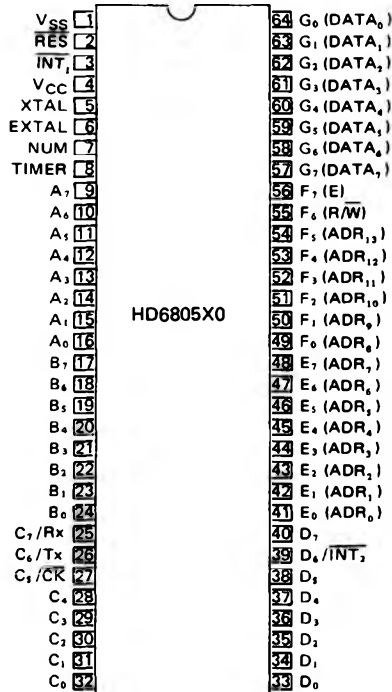 V̅SS 1 64 G₀ (DATA₀)
R̅E̅S̅ 2 63 G₁ (DATA₁)
I̅N̅T̅₁ 3 62 G₂ (DATA₂)
VCC 4 61 G₃ (DATA₃)
XTAL 5 60 G₄ (DATA₄)
EXTAL 6 59 G₅ (DATA₅)
NUM 7 58 G₆ (DATA₆)
TIMER 8 57 G₇ (DATA₇)
A₇ 9 56 F₇ (E)
A₆ 10 55 F₆ (R/W̅)
A₅ 11 54 F₅ (ADR₁₃)
A₄ 12 53 F₄ (ADR₁₂)
A₃ 13 52 F₃ (ADR₁₁)
A₂ 14 51 F₂ (ADR₁₀)
A₁ 15 HD6805X0 50 F₁ (ADR₉)
A₀ 16 49 F₀ (ADR₈)
B₇ 17 48 E₇ (ADR₇)
B₆ 18 47 E₆ (ADR₆)
B₅ 19 46 E₅ (ADR₅)
B₄ 20 45 E₄ (ADR₄)
B₃ 21 44 E₃ (ADR₃)
B₂ 22 43 E₂ (ADR₂)
B₁ 23 42 E₁ (ADR₁)
B₀ 24 41 E₀ (ADR₀)
C₇/Rx 25 40 D₇
C₆/Tx 26 39 D₆/I̅N̅T̅₂
C₅/C̅K̅ 27 38 D₅
C₄ 28 37 D₄
C₃ 29 36 D₃
C₂ 30 35 D₂
C₁ 31 34 D₁
C₀ 32 33 D₀